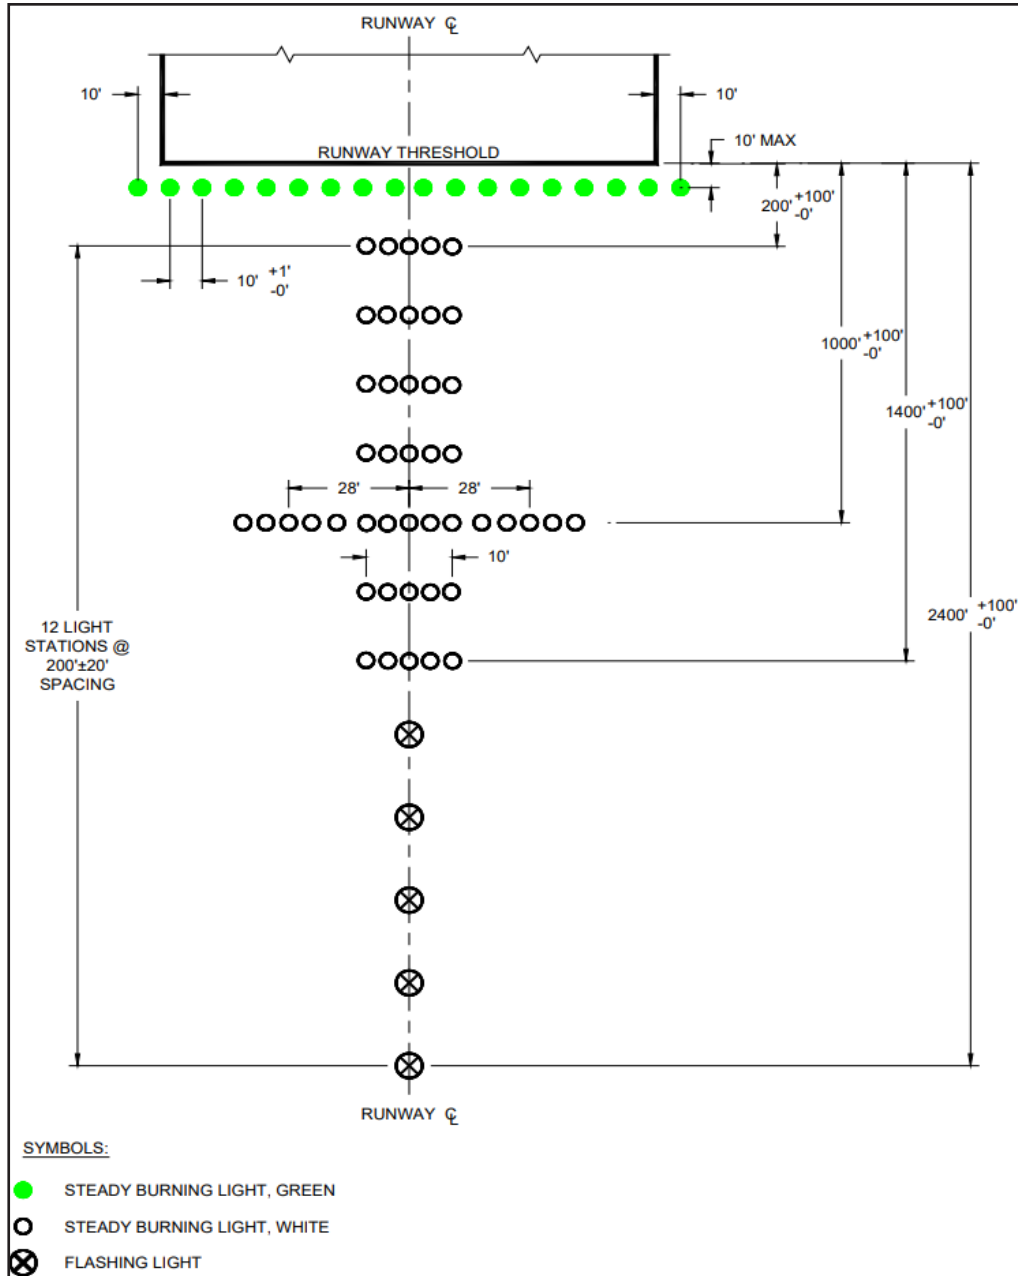 RUNWAY ℄
10'
10'
10' MAX
RUNWAY THRESHOLD
200' +100' -0'
10' +1' -0'
1000' +100' -0'
1400' +100' -0'
28'
28'
10'
2400' +100' -0'
12 LIGHT
STATIONS @
200'±20'
SPACING
RUNWAY ℄
SYMBOLS:
STEADY BURNING LIGHT, GREEN
STEADY BURNING LIGHT, WHITE
FLASHING LIGHT